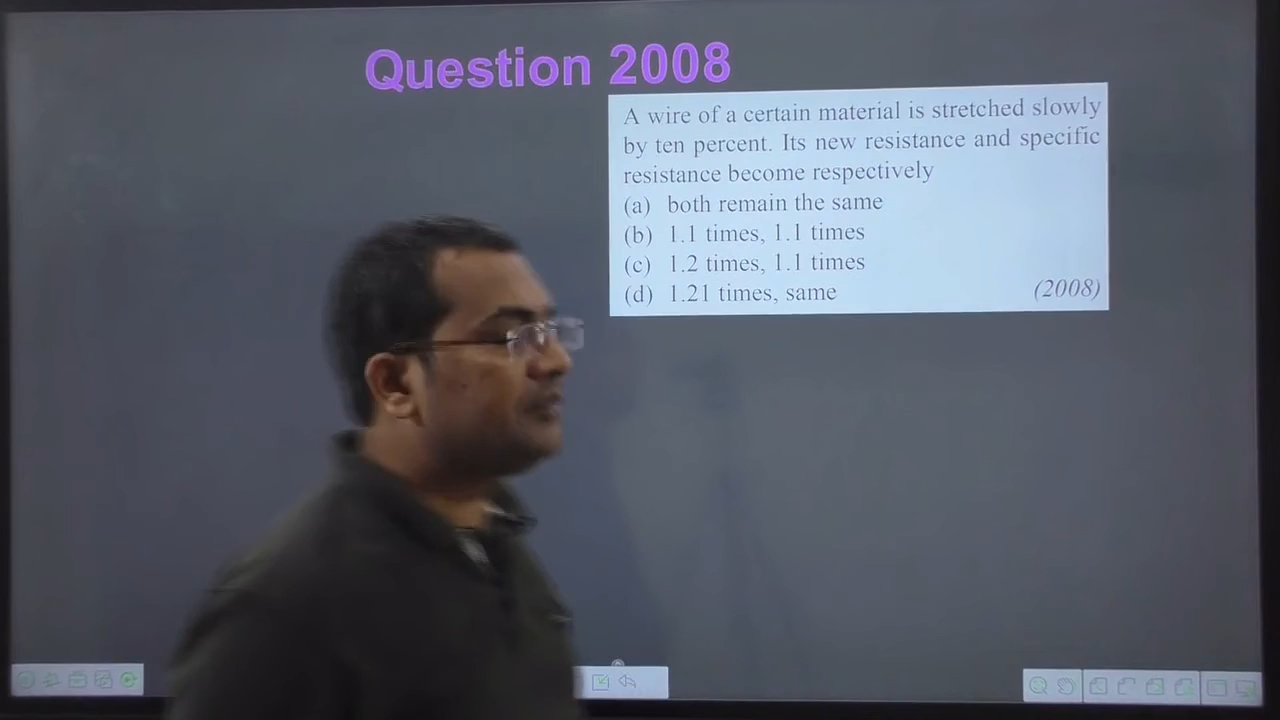 Question 2008
A wire of a certain material is stretched slowly
by ten percent. Its new resistance and specific
resistance become respectively
(a) both remain the same
(b) 1.1 times, 1.1 times
(c) 1.2 times, 1.1 times
(d) 1.21 times, same (2008)